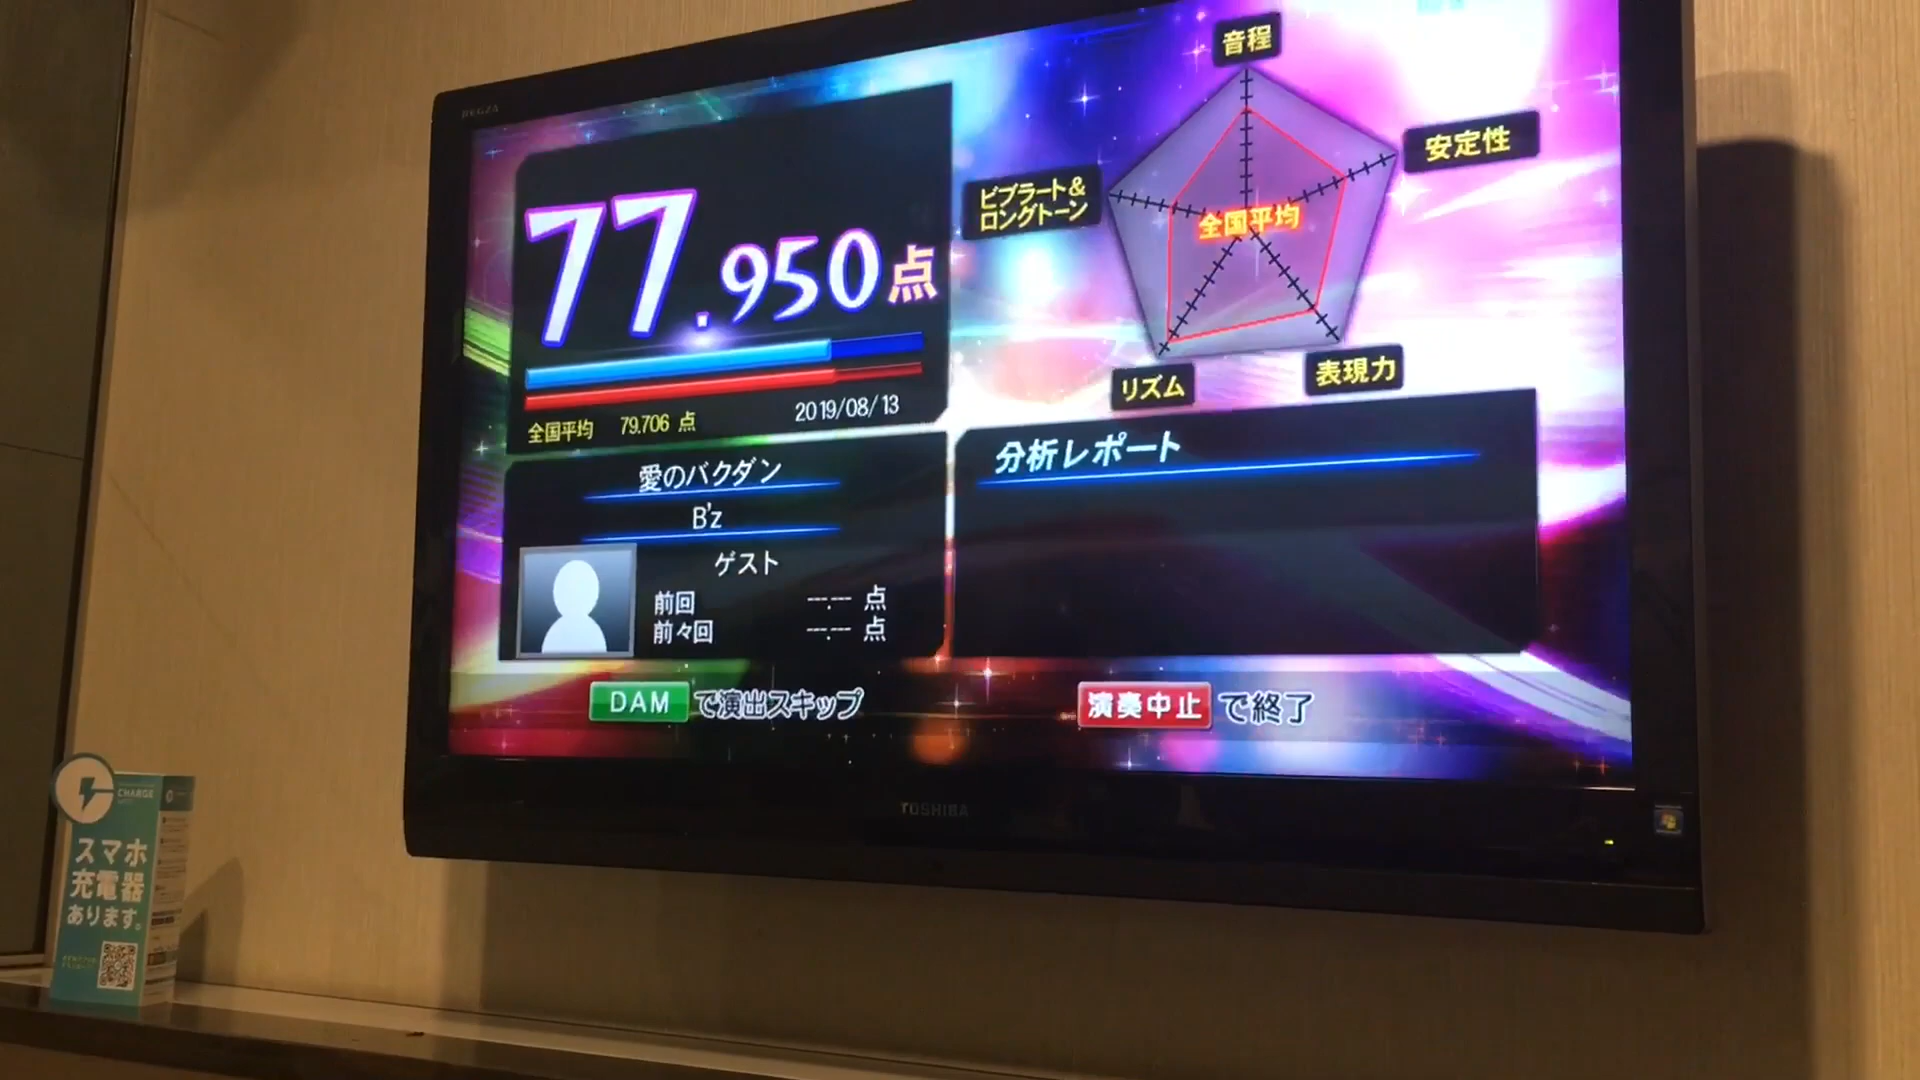 REGZA
77.950点
全国平均 79.706 点 2019/08/13
愛のバクダン
B'z
ゲスト
前回 --.-- 点
前々回 --.-- 点
音程
安定性
ビブラート&
ロングトーン
全国平均
リズム
表現力
分析レポート
DAM で演出スキップ
演奏中止 で終了
TOSHIBA
CHARGE
スマホ
充電器
あります。